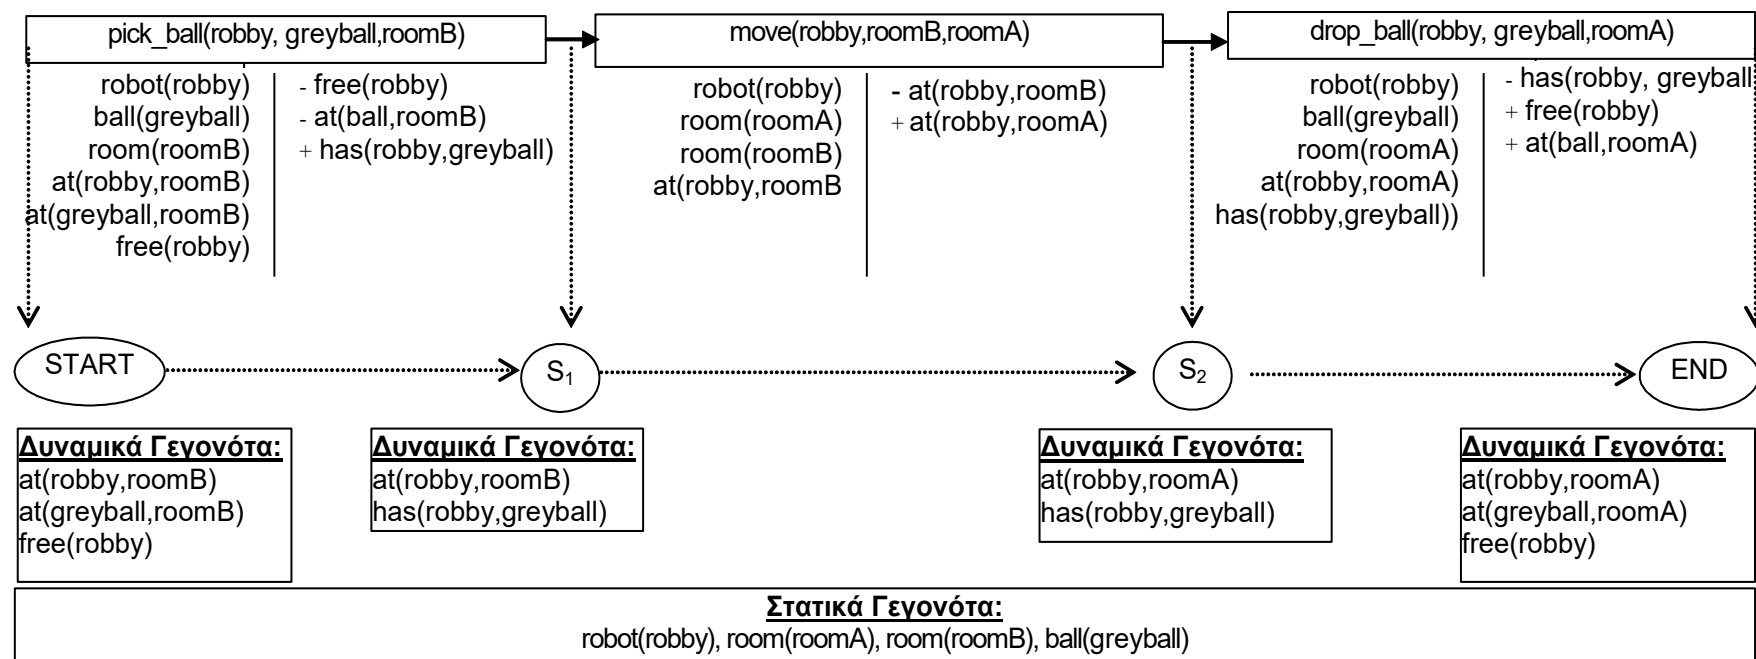 pick_ball(robby, greyball,roomB)
robot(robby)
ball(greyball)
room(roomB)
at(robby,roomB)
at(greyball,roomB)
free(robby)
- free(robby)
- at(ball,roomB)
+ has(robby,greyball)
move(robby,roomB,roomA)
robot(robby)
room(roomA)
room(roomB)
at(robby,roomB
- at(robby,roomB)
+ at(robby,roomA)
drop_ball(robby, greyball,roomA)
robot(robby)
ball(greyball)
room(roomA)
at(robby,roomA)
has(robby,greyball))
- has(robby, greyball
+ free(robby)
+ at(ball,roomA)
START
S1
S2
END
Δυναμικά Γεγονότα:
at(robby,roomB)
at(greyball,roomB)
free(robby)
Δυναμικά Γεγονότα:
at(robby,roomB)
has(robby,greyball)
Δυναμικά Γεγονότα:
at(robby,roomA)
has(robby,greyball)
Δυναμικά Γεγονότα:
at(robby,roomA)
at(greyball,roomA)
free(robby)
Στατικά Γεγονότα:
robot(robby), room(roomA), room(roomB), ball(greyball)